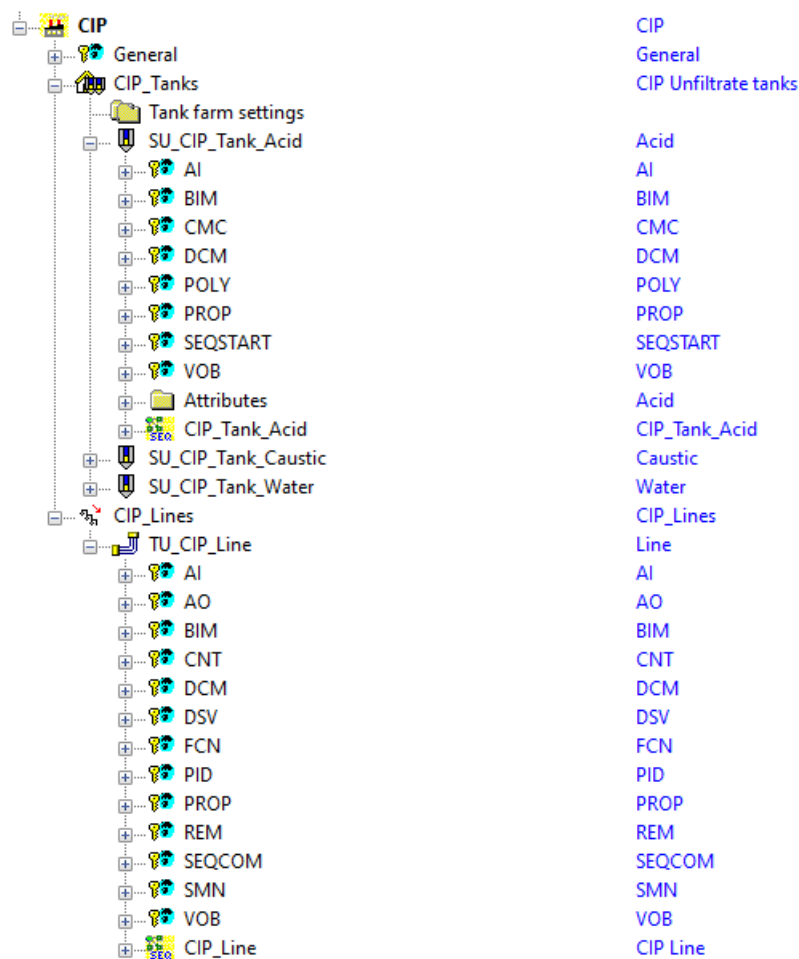 CIP CIP
General General
CIP_Tanks CIP Unfiltrate tanks
Tank farm settings
SU_CIP_Tank_Acid Acid
AI AI
BIM BIM
CMC CMC
DCM DCM
POLY POLY
PROP PROP
SEQSTART SEQSTART
VOB VOB
Attributes Acid
SEQ CIP_Tank_Acid CIP_Tank_Acid
SU_CIP_Tank_Caustic Caustic
SU_CIP_Tank_Water Water
CIP_Lines CIP_Lines
TU_CIP_Line Line
AI AI
AO AO
BIM BIM
CNT CNT
DCM DCM
DSV DSV
FCN FCN
PID PID
PROP PROP
REM REM
SEQCOM SEQCOM
SMN SMN
VOB VOB
SEQ CIP_Line CIP Line